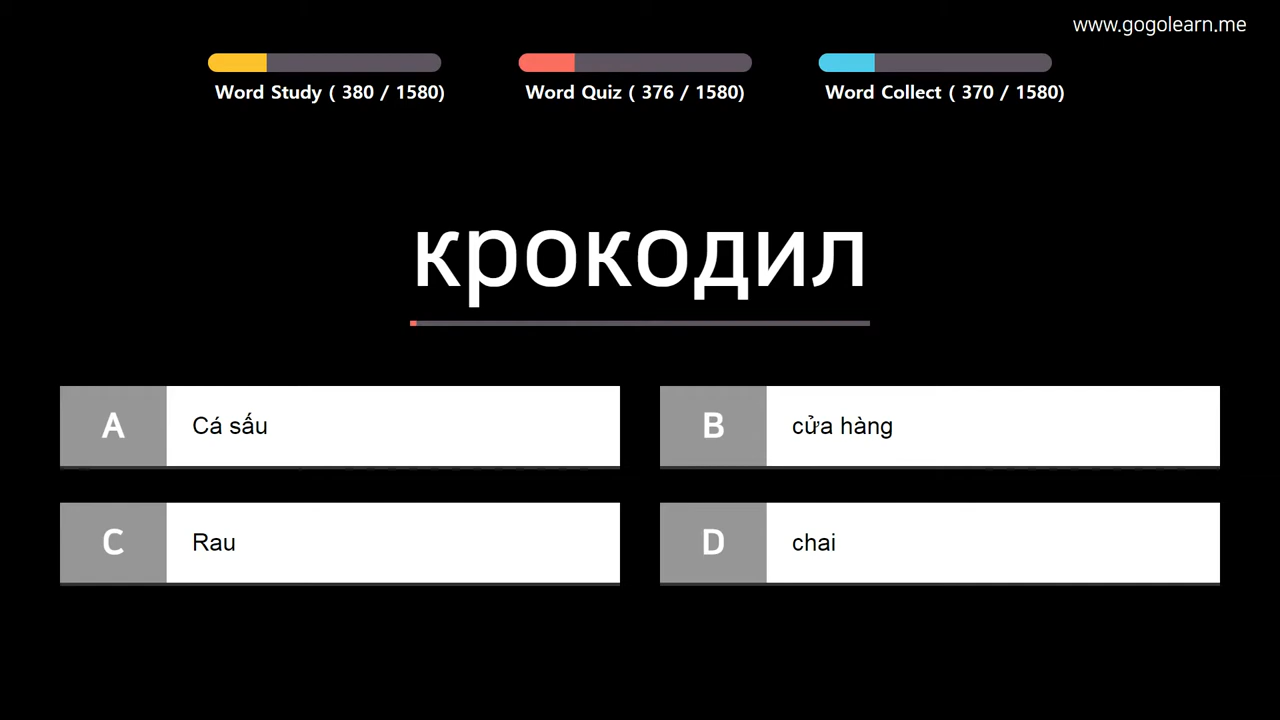 www.gogolearn.me
Word Study ( 380 / 1580)
Word Quiz ( 376 / 1580)
Word Collect ( 370 / 1580)
крокодил
A Cá sấu
B cửa hàng
C Rau
D chai